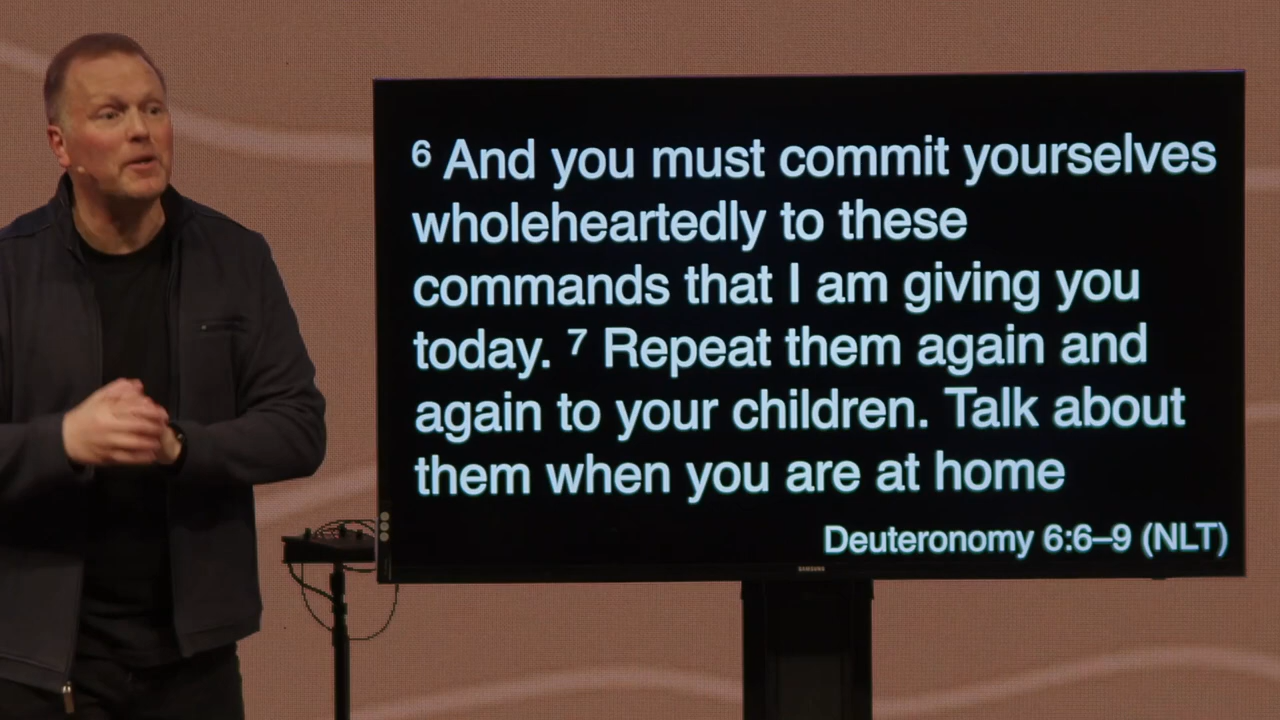 ⁶ And you must commit yourselves
wholeheartedly to these
commands that I am giving you
today. ⁷ Repeat them again and
again to your children. Talk about
them when you are at home
Deuteronomy 6:6–9 (NLT)
SAMSUNG